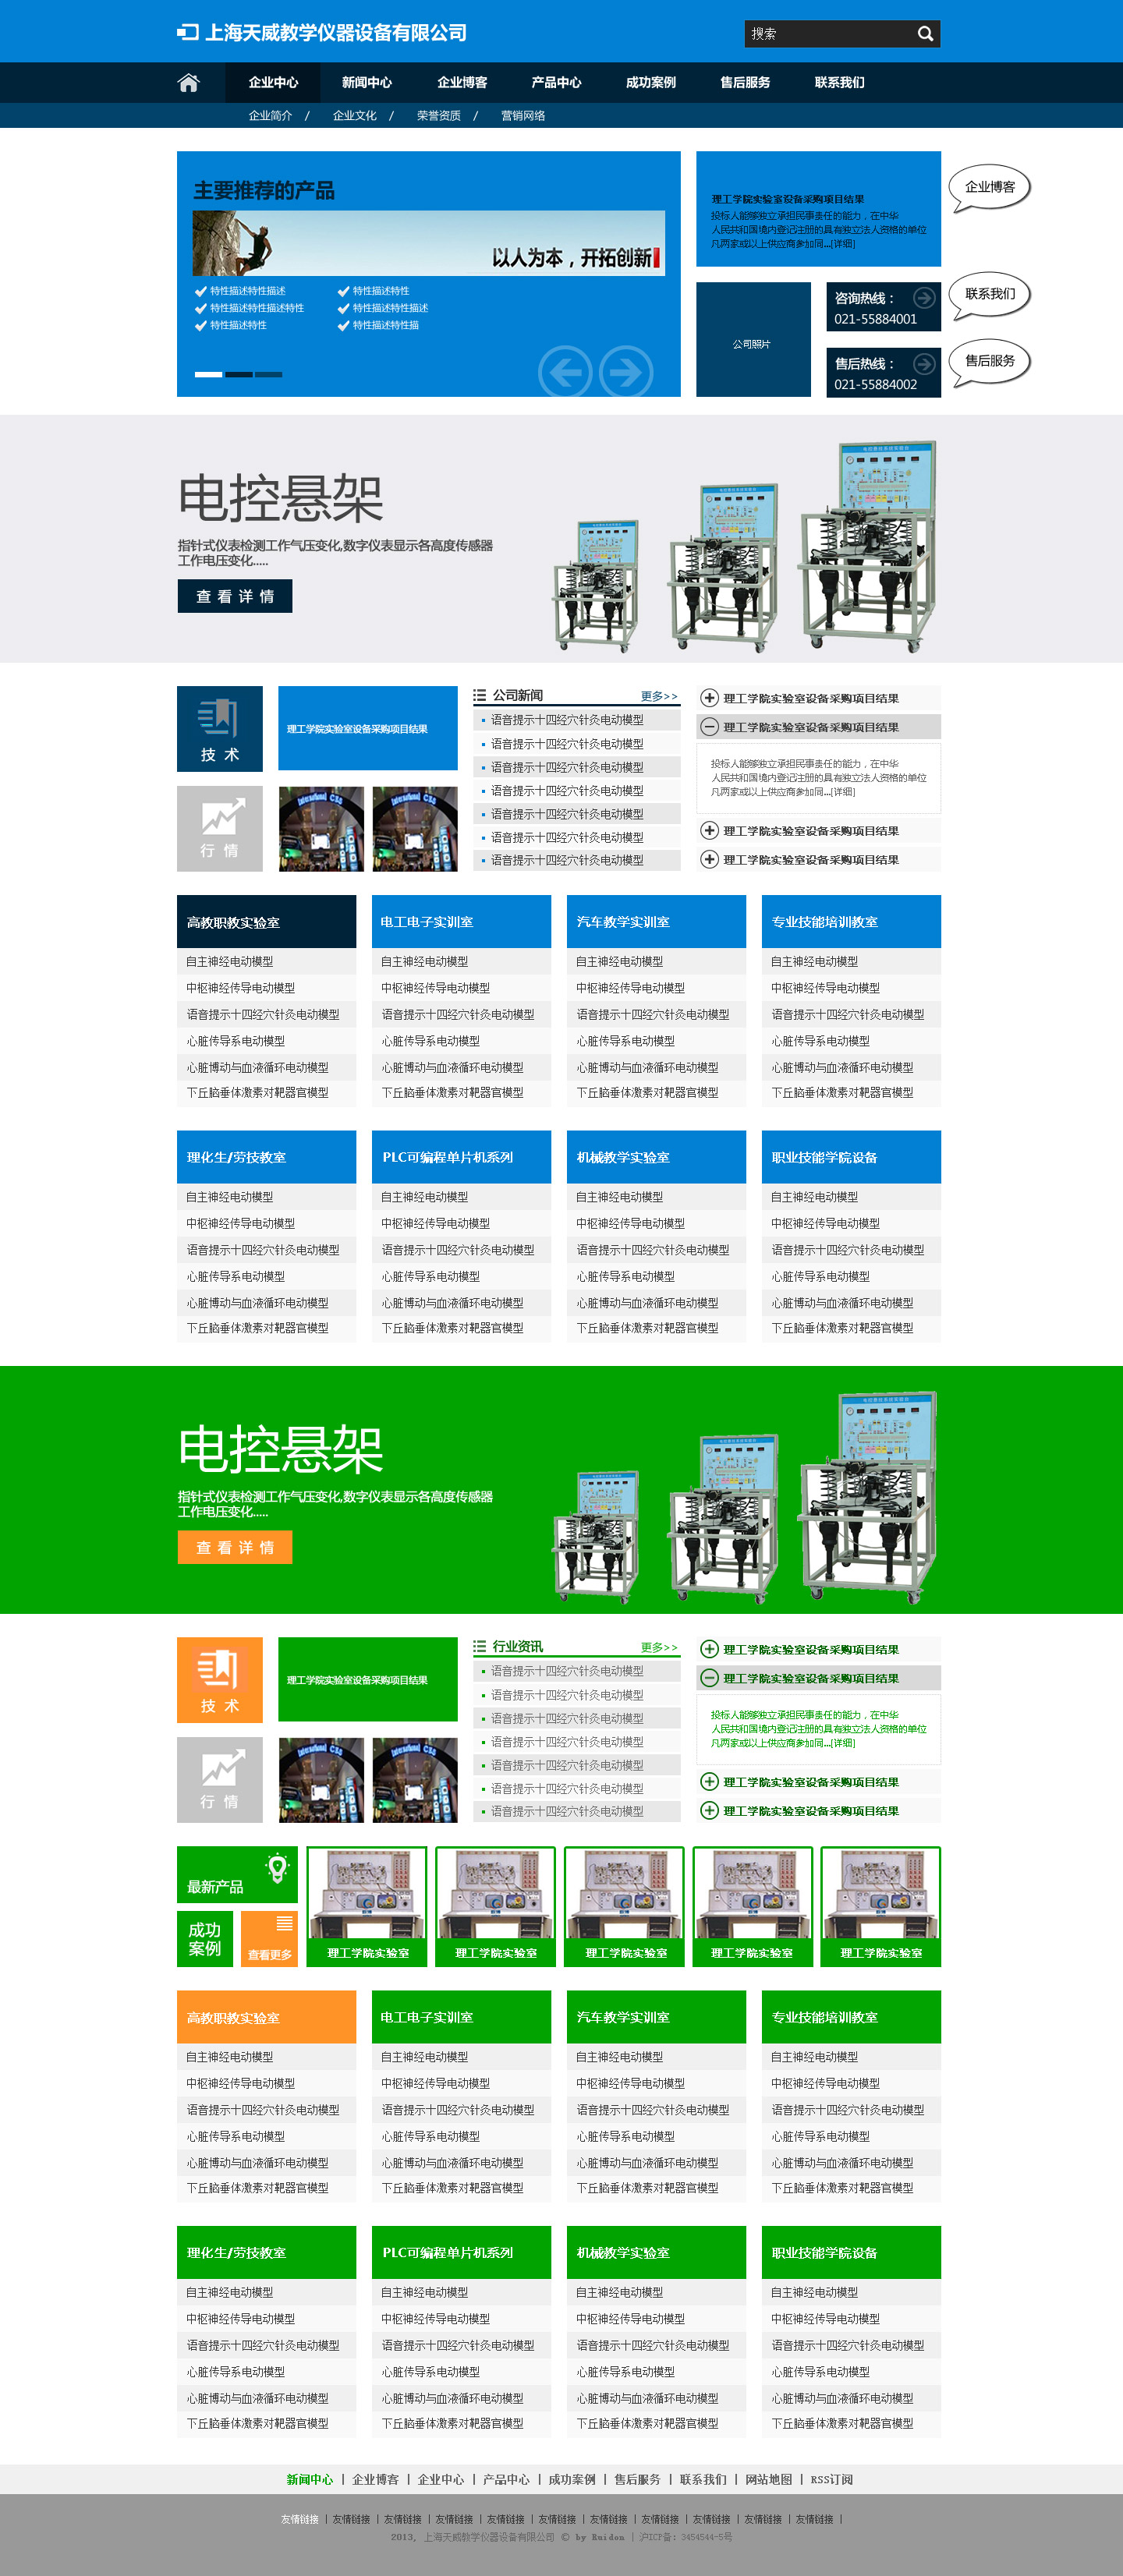 上海天威教学仪器设备有限公司
搜索
企业中心 新闻中心 企业博客 产品中心 成功案例 售后服务 联系我们
企业简介 / 企业文化 / 荣誉资质 / 营销网络
主要推荐的产品
以人为本，开拓创新
特性描述特性描述 特性描述特性
特性描述特性描述特性 特性描述特性描述
特性描述特性 特性描述特性描
理工学院实验室设备采购项目结果
投标人能够独立承担民事责任的能力，在中华
人民共和国境内登记注册的具有独立法人资格的单位
凡两家或以上供应商参加同...[详细]
公司照片
咨询热线：
021-55884001
售后热线：
021-55884002
企业博客
联系我们
售后服务
电控悬架
指针式仪表检测工作气压变化,数字仪表显示各高度传感器
工作电压变化.....
查看详情
技术
行情
理工学院实验室设备采购项目结果
公司新闻 更多>>
语音提示十四经穴针灸电动模型
语音提示十四经穴针灸电动模型
语音提示十四经穴针灸电动模型
语音提示十四经穴针灸电动模型
语音提示十四经穴针灸电动模型
语音提示十四经穴针灸电动模型
语音提示十四经穴针灸电动模型
理工学院实验室设备采购项目结果
理工学院实验室设备采购项目结果
投标人能够独立承担民事责任的能力，在中华
人民共和国境内登记注册的具有独立法人资格的单位
凡两家或以上供应商参加同...[详细]
理工学院实验室设备采购项目结果
理工学院实验室设备采购项目结果
高教职教实验室 电工电子实训室 汽车教学实训室 专业技能培训教室
自主神经电动模型 自主神经电动模型 自主神经电动模型 自主神经电动模型
中枢神经传导电动模型 中枢神经传导电动模型 中枢神经传导电动模型 中枢神经传导电动模型
语音提示十四经穴针灸电动模型 语音提示十四经穴针灸电动模型 语音提示十四经穴针灸电动模型 语音提示十四经穴针灸电动模型
心脏传导系电动模型 心脏传导系电动模型 心脏传导系电动模型 心脏传导系电动模型
心脏博动与血液循环电动模型 心脏博动与血液循环电动模型 心脏博动与血液循环电动模型 心脏博动与血液循环电动模型
下丘脑垂体激素对靶器官模型 下丘脑垂体激素对靶器官模型 下丘脑垂体激素对靶器官模型 下丘脑垂体激素对靶器官模型
理化生/劳技教室 PLC可编程单片机系列 机械教学实验室 职业技能学院设备
自主神经电动模型 自主神经电动模型 自主神经电动模型 自主神经电动模型
中枢神经传导电动模型 中枢神经传导电动模型 中枢神经传导电动模型 中枢神经传导电动模型
语音提示十四经穴针灸电动模型 语音提示十四经穴针灸电动模型 语音提示十四经穴针灸电动模型 语音提示十四经穴针灸电动模型
心脏传导系电动模型 心脏传导系电动模型 心脏传导系电动模型 心脏传导系电动模型
心脏博动与血液循环电动模型 心脏博动与血液循环电动模型 心脏博动与血液循环电动模型 心脏博动与血液循环电动模型
下丘脑垂体激素对靶器官模型 下丘脑垂体激素对靶器官模型 下丘脑垂体激素对靶器官模型 下丘脑垂体激素对靶器官模型
电控悬架
指针式仪表检测工作气压变化,数字仪表显示各高度传感器
工作电压变化.....
查看详情
技术
行情
理工学院实验室设备采购项目结果
行业资讯 更多>>
语音提示十四经穴针灸电动模型
语音提示十四经穴针灸电动模型
语音提示十四经穴针灸电动模型
语音提示十四经穴针灸电动模型
语音提示十四经穴针灸电动模型
语音提示十四经穴针灸电动模型
语音提示十四经穴针灸电动模型
理工学院实验室设备采购项目结果
理工学院实验室设备采购项目结果
投标人能够独立承担民事责任的能力，在中华
人民共和国境内登记注册的具有独立法人资格的单位
凡两家或以上供应商参加同...[详细]
理工学院实验室设备采购项目结果
理工学院实验室设备采购项目结果
最新产品
成功
案例
查看更多
理工学院实验室 理工学院实验室 理工学院实验室 理工学院实验室 理工学院实验室
高教职教实验室 电工电子实训室 汽车教学实训室 专业技能培训教室
自主神经电动模型 自主神经电动模型 自主神经电动模型 自主神经电动模型
中枢神经传导电动模型 中枢神经传导电动模型 中枢神经传导电动模型 中枢神经传导电动模型
语音提示十四经穴针灸电动模型 语音提示十四经穴针灸电动模型 语音提示十四经穴针灸电动模型 语音提示十四经穴针灸电动模型
心脏传导系电动模型 心脏传导系电动模型 心脏传导系电动模型 心脏传导系电动模型
心脏博动与血液循环电动模型 心脏博动与血液循环电动模型 心脏博动与血液循环电动模型 心脏博动与血液循环电动模型
下丘脑垂体激素对靶器官模型 下丘脑垂体激素对靶器官模型 下丘脑垂体激素对靶器官模型 下丘脑垂体激素对靶器官模型
理化生/劳技教室 PLC可编程单片机系列 机械教学实验室 职业技能学院设备
自主神经电动模型 自主神经电动模型 自主神经电动模型 自主神经电动模型
中枢神经传导电动模型 中枢神经传导电动模型 中枢神经传导电动模型 中枢神经传导电动模型
语音提示十四经穴针灸电动模型 语音提示十四经穴针灸电动模型 语音提示十四经穴针灸电动模型 语音提示十四经穴针灸电动模型
心脏传导系电动模型 心脏传导系电动模型 心脏传导系电动模型 心脏传导系电动模型
心脏博动与血液循环电动模型 心脏博动与血液循环电动模型 心脏博动与血液循环电动模型 心脏博动与血液循环电动模型
下丘脑垂体激素对靶器官模型 下丘脑垂体激素对靶器官模型 下丘脑垂体激素对靶器官模型 下丘脑垂体激素对靶器官模型
新闻中心 | 企业博客 | 企业中心 | 产品中心 | 成功案例 | 售后服务 | 联系我们 | 网站地图 | RSS订阅
友情链接 | 友情链接 | 友情链接 | 友情链接 | 友情链接 | 友情链接 | 友情链接 | 友情链接 | 友情链接 | 友情链接 | 友情链接 |
2013, 上海天威教学仪器设备有限公司 © by Ruidon | 沪ICP备: 3454544-5号